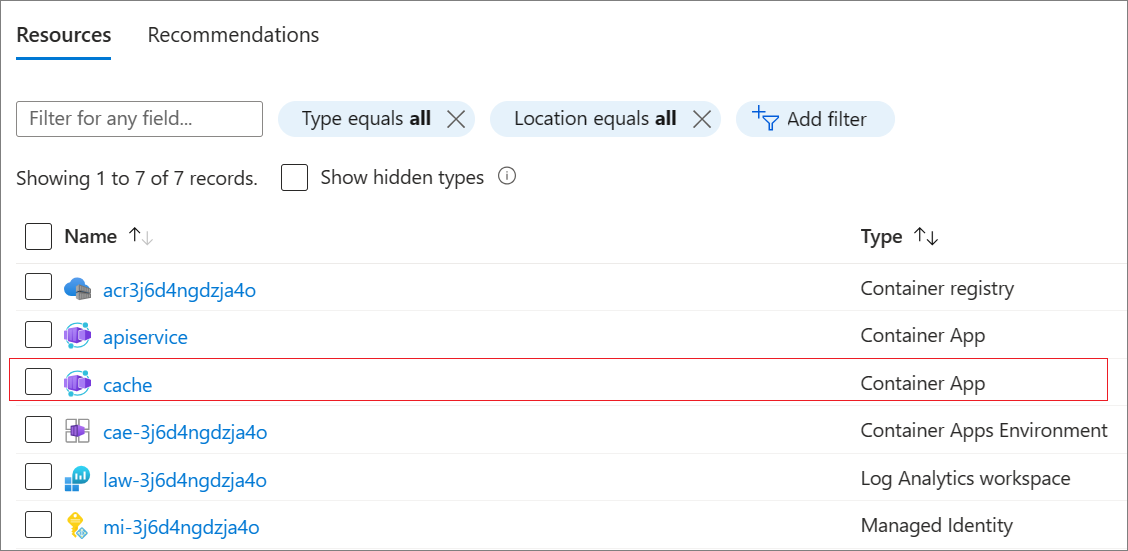 Resources Recommendations
Filter for any field... Type equals all Location equals all Add filter
Showing 1 to 7 of 7 records. Show hidden types
Name Type
acr3j6d4ngdzja4o Container registry
apiservice Container App
cache Container App
cae-3j6d4ngdzja4o Container Apps Environment
law-3j6d4ngdzja4o Log Analytics workspace
mi-3j6d4ngdzja4o Managed Identity